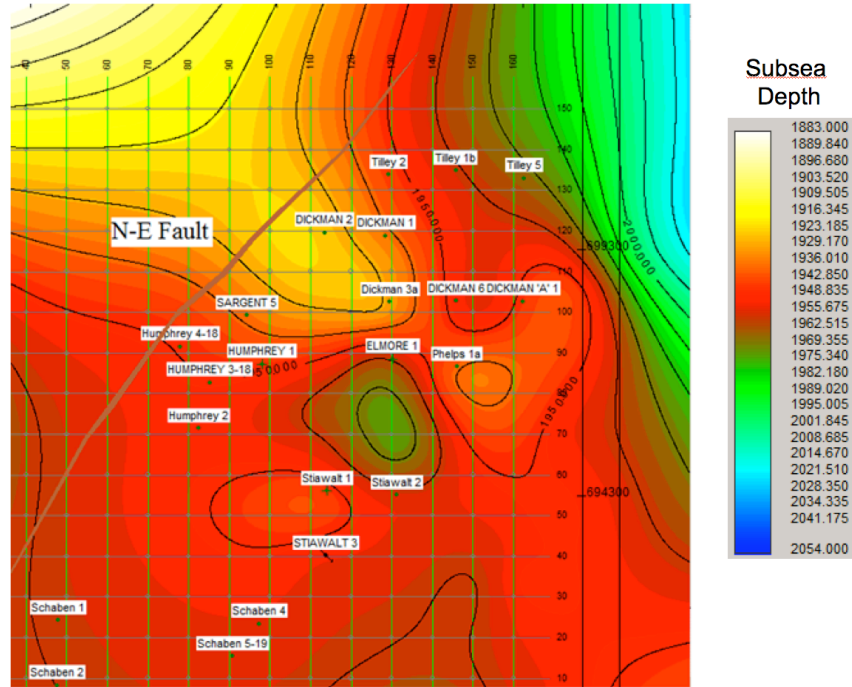 Subsea
Depth
40 50 60 70 80 90 100 110 120 130 140 150 160
150
140
130
120
110
100
90
80
70
60
50
40
30
20
10
Tilley 2
Tilley 1b
Tilley 5
1950.000
N-E Fault
DICKMAN 2
DICKMAN 1
2000.000
699300
Dickman 3a
DICKMAN 6
DICKMAN 'A' 1
SARGENT 5
Humphrey 4-18
HUMPHREY 1
ELMORE 1
Phelps 1a
HUMPHREY 3-18
50.000
1950.000
Humphrey 2
Stiawalt 1
Stiawalt 2
694300
STIAWALT 3
Schaben 1
Schaben 4
Schaben 5-19
Schaben 2
1883.000
1889.840
1896.680
1903.520
1909.505
1916.345
1923.185
1929.170
1936.010
1942.850
1948.835
1955.675
1962.515
1969.355
1975.340
1982.180
1989.020
1995.005
2001.845
2008.685
2014.670
2021.510
2028.350
2034.335
2041.175
2054.000